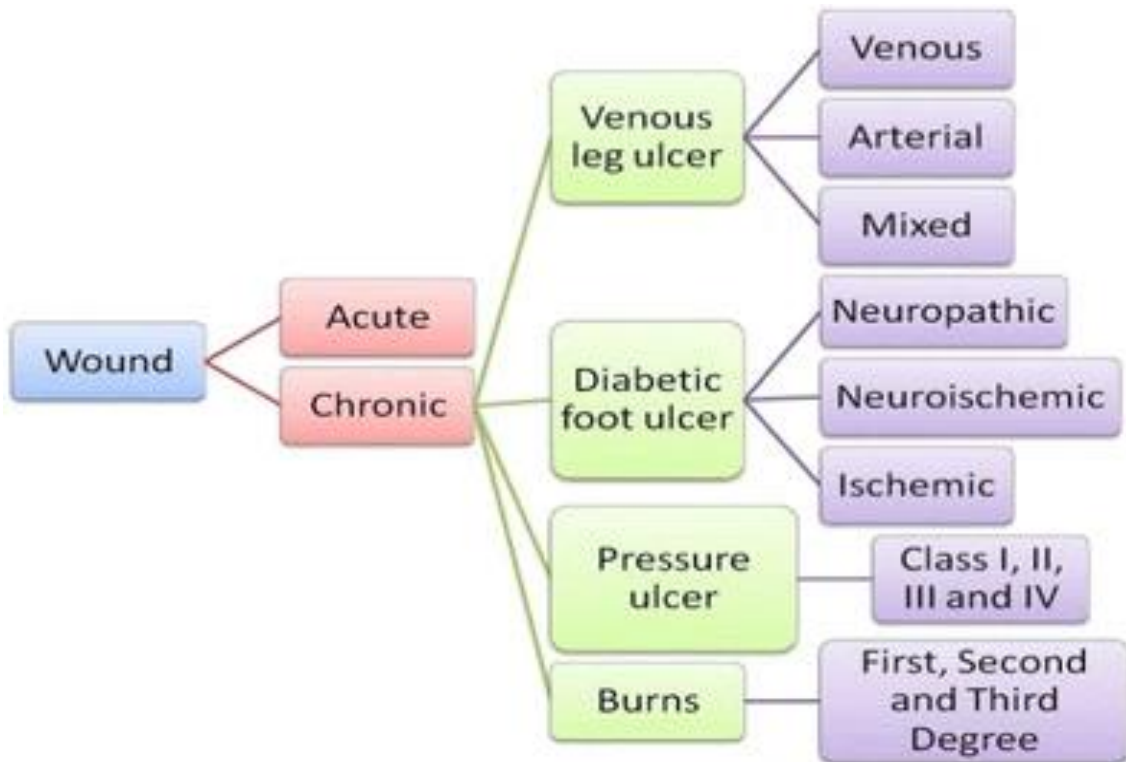 Wound
Acute
Chronic
Venous
leg ulcer
Diabetic
foot ulcer
Pressure
ulcer
Burns
Venous
Arterial
Mixed
Neuropathic
Neuroischemic
Ischemic
Class I, II,
III and IV
First, Second
and Third
Degree